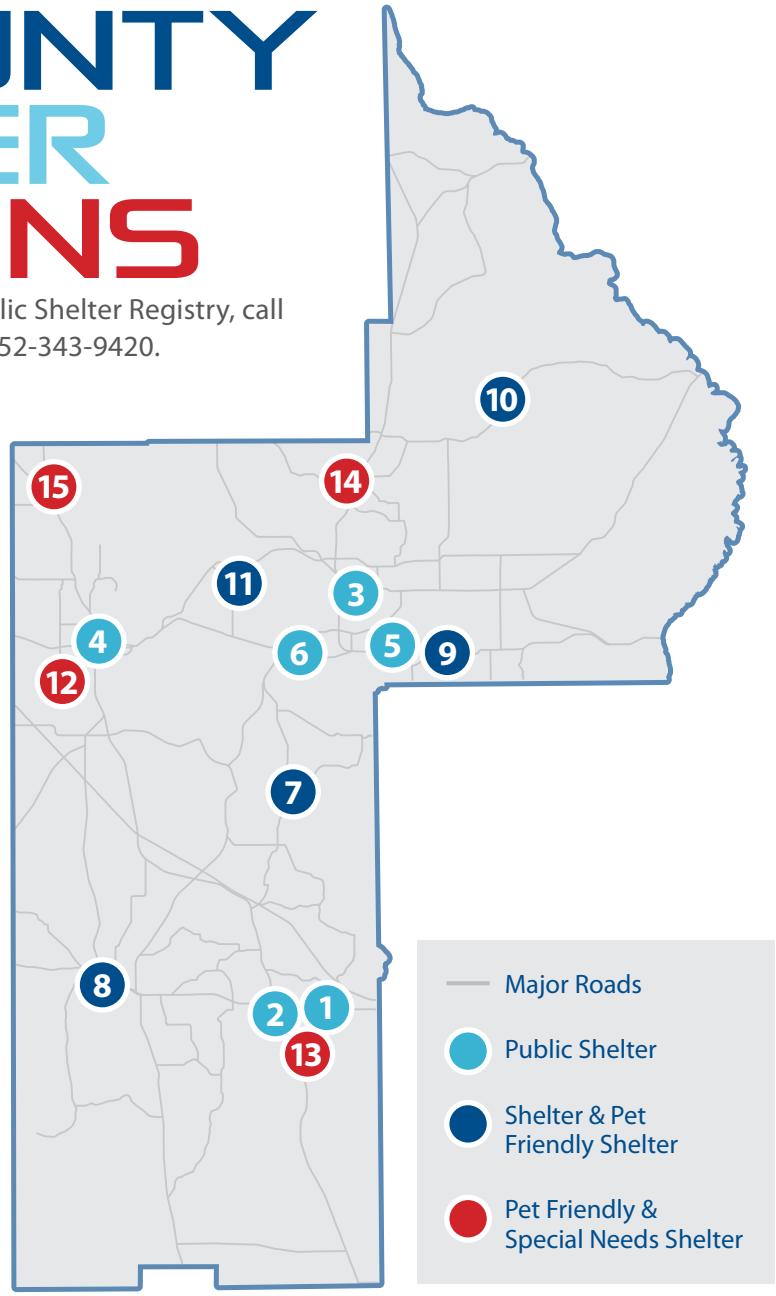 UNTY
ER
NS
lic Shelter Registry, call
52-343-9420.
10
15
14
11
3
4
6
5
9
12
7
8
2
1
13
Major Roads
Public Shelter
Shelter & Pet
Friendly Shelter
Pet Friendly &
Special Needs Shelter